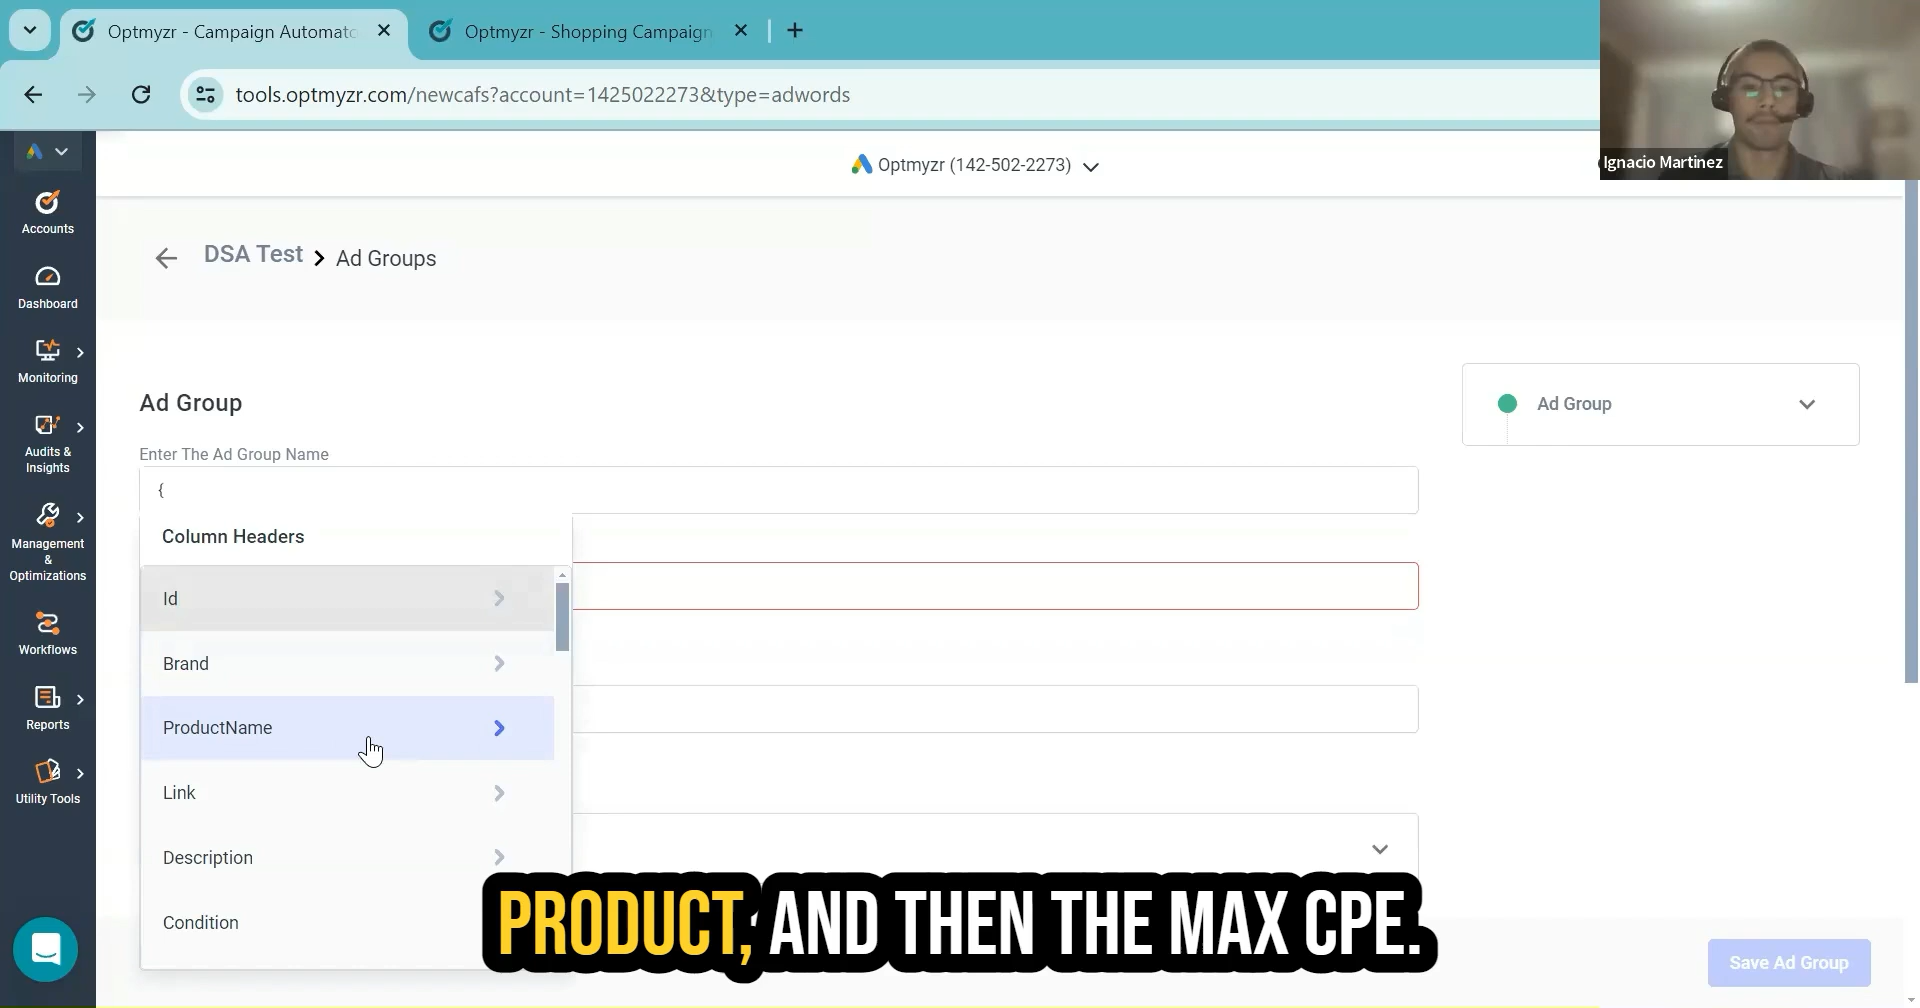 Optmyzr - Campaign Automato
Optmyzr - Shopping Campaign
tools.optmyzr.com/newcafs?account=1425022273&type=adwords
Ignacio Martinez
Optmyzr (142-502-2273)
Accounts
Dashboard
Monitoring
Audits &
Insights
Management
&
Optimizations
Workflows
Reports
Utility Tools
DSA Test > Ad Groups
Ad Group
Ad Group
Enter The Ad Group Name
{
Column Headers
Id
Brand
ProductName
Link
Description
Condition
PRODUCT, AND THEN THE MAX CPE.
Save Ad Group